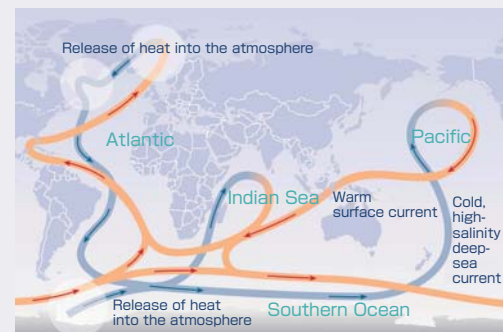 Release of heat into the atmosphere
Atlantic
Pacific
Indian Sea
Warm
surface current
Cold,
high-
salinity
deep-
sea
current
Release of heat
into the atmosphere
Southern Ocean